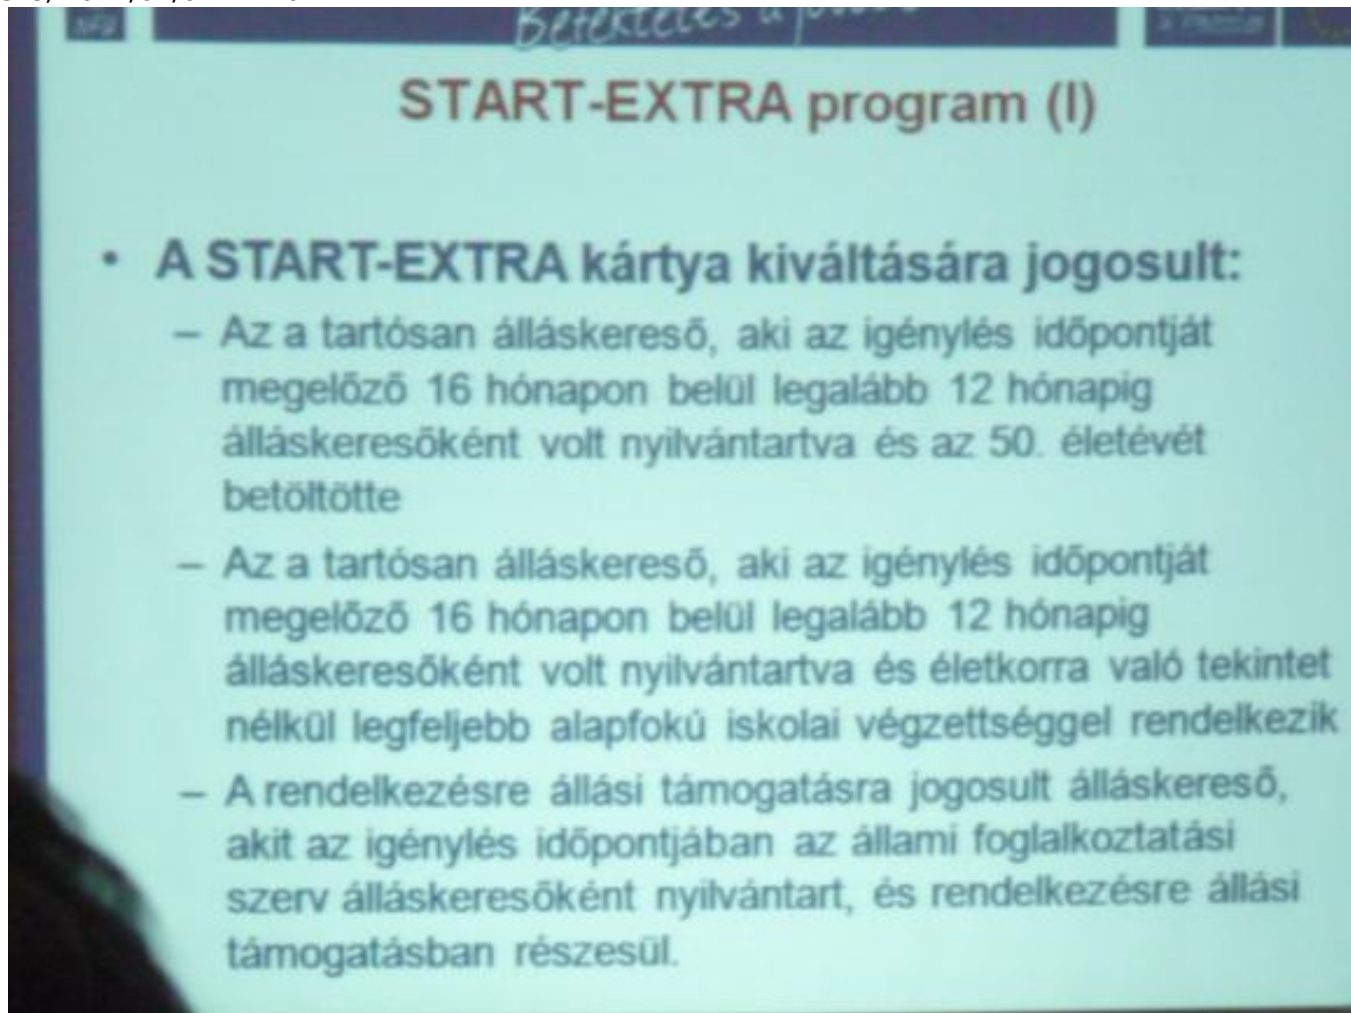 Befektetés a jövőbe
START-EXTRA program (I)
• A START-EXTRA kártya kiváltására jogosult:
– Az a tartósan álláskereső, aki az igénylés időpontját
megelőző 16 hónapon belül legalább 12 hónapig
álláskeresőként volt nyilvántartva és az 50. életévét
betöltötte
– Az a tartósan álláskereső, aki az igénylés időpontját
megelőző 16 hónapon belül legalább 12 hónapig
álláskeresőként volt nyilvántartva és életkorra való tekintet
nélkül legfeljebb alapfokú iskolai végzettséggel rendelkezik
– A rendelkezésre állási támogatásra jogosult álláskereső,
akit az igénylés időpontjában az állami foglalkoztatási
szerv álláskeresőként nyilvántart, és rendelkezésre állási
támogatásban részesül.